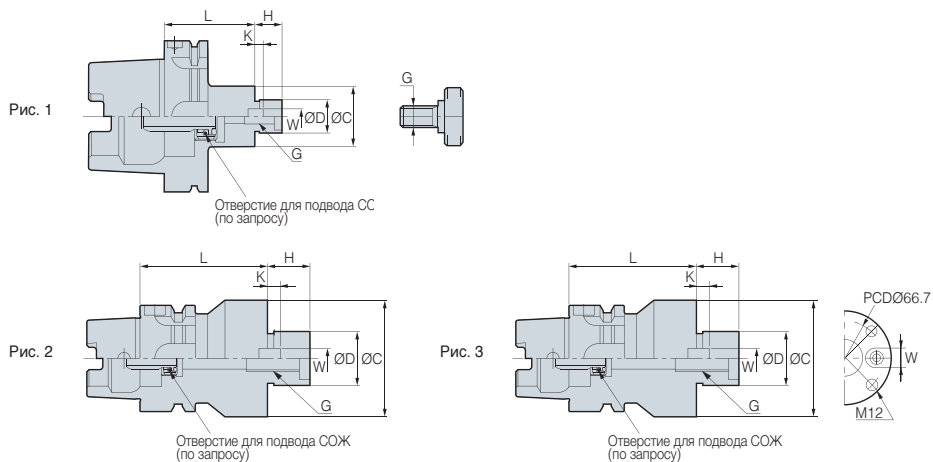 L
H
K
G
Рис. 1
W
ØD
ØC
G
Отверстие для подвода СС
(по запросу)
L
H
K
Рис. 2
W
ØD
ØC
G
Отверстие для подвода СОЖ
(по запросу)
L
H
K
PCDØ66.7
Рис. 3
W
ØD
ØC
W
G
M12
Отверстие для подвода СОЖ
(по запросу)